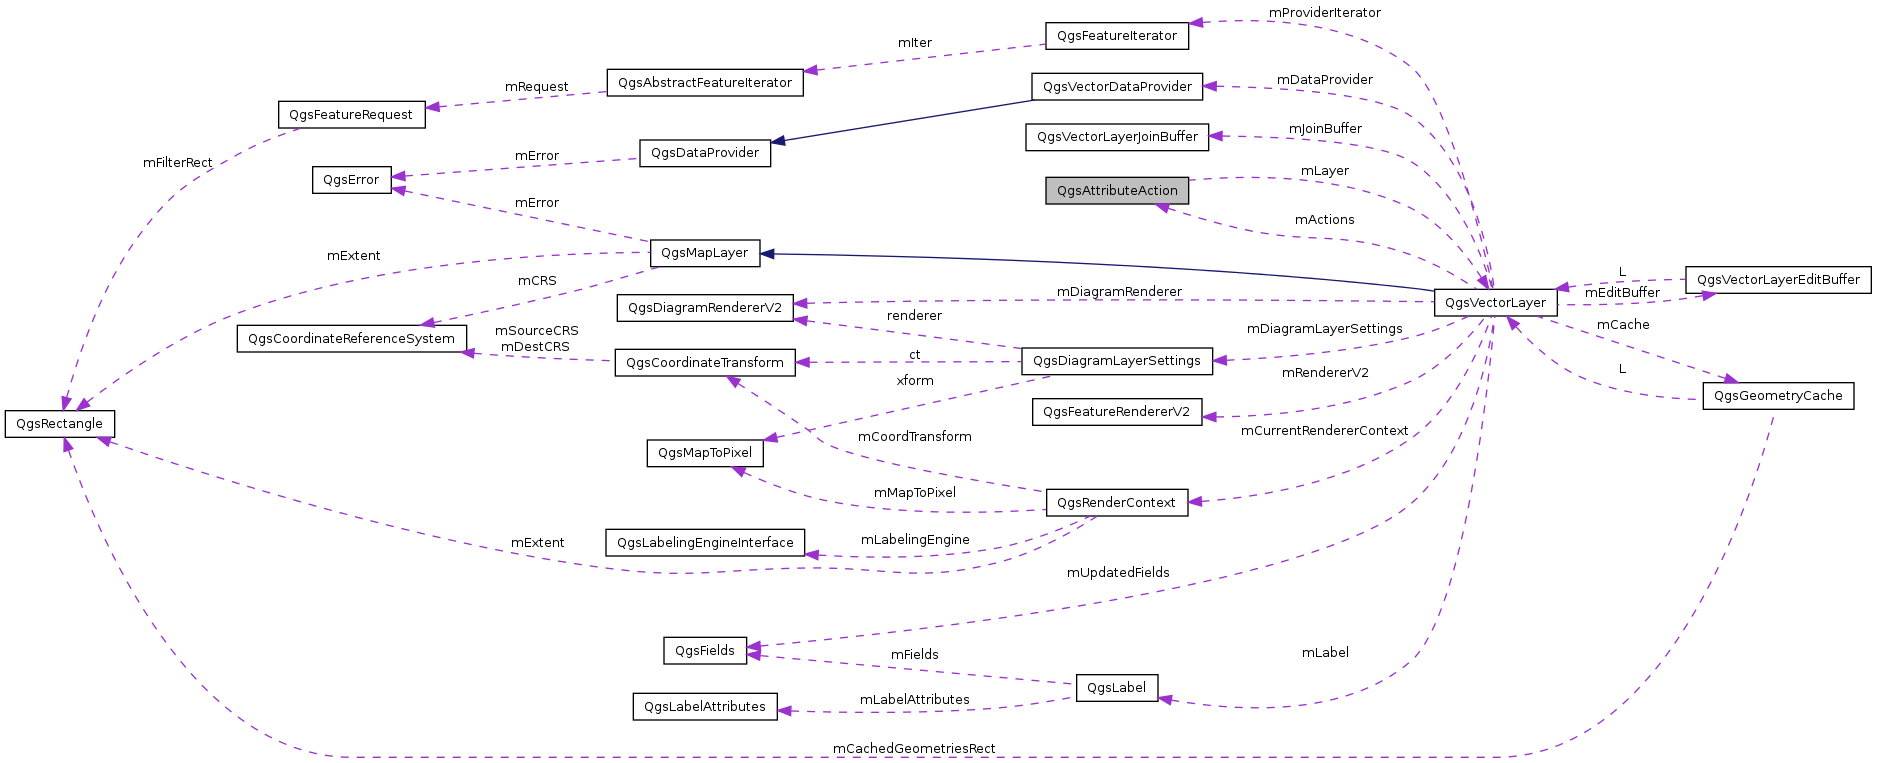 mProviderIterator
QgsFeatureIterator
mIter
QgsAbstractFeatureIterator
mDataProvider
QgsVectorDataProvider
mRequest
QgsFeatureRequest
mJoinBuffer
QgsVectorLayerJoinBuffer
QgsDataProvider
mError
mFilterRect
QgsError
mLayer
QgsAttributeAction
mError
mActions
QgsMapLayer
mExtent
mCRS
L
QgsVectorLayerEditBuffer
mEditBuffer
mDiagramRenderer
QgsVectorLayer
QgsDiagramRendererV2
renderer
mCache
mDiagramLayerSettings
mSourceCRS
mDestCRS
QgsCoordinateReferenceSystem
ct
QgsCoordinateTransform
QgsDiagramLayerSettings
L
mRendererV2
xform
QgsGeometryCache
QgsFeatureRendererV2
QgsRectangle
mCurrentRendererContext
mCoordTransform
QgsMapToPixel
mMapToPixel
QgsRenderContext
mLabelingEngine
QgsLabelingEngineInterface
mExtent
mUpdatedFields
QgsFields
mFields
mLabel
QgsLabel
mLabelAttributes
QgsLabelAttributes
mCachedGeometriesRect